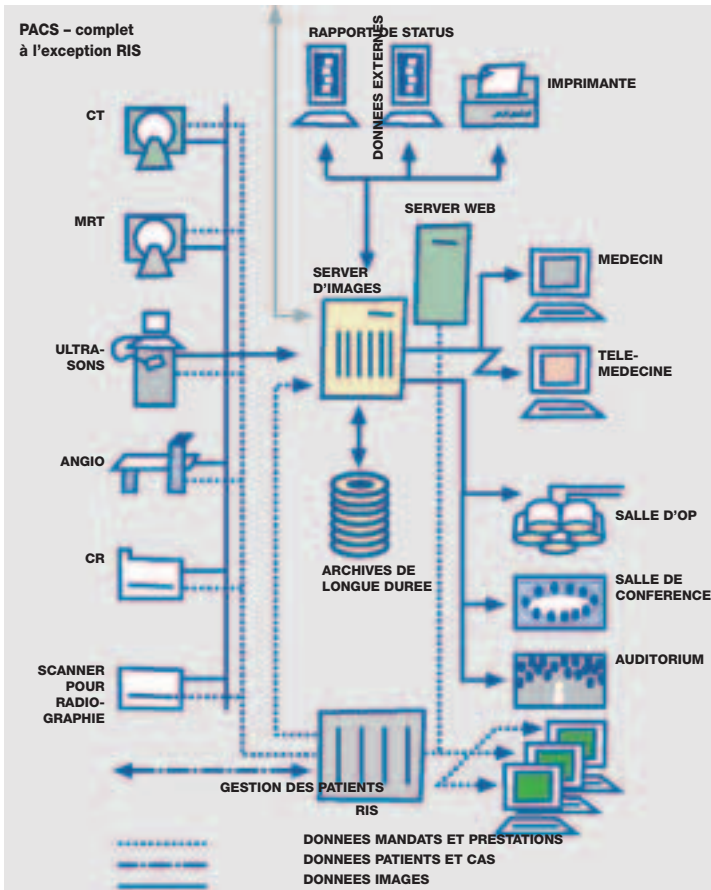 PACS – complet
à l'exception RIS
RAPPORT DE STATUS
DONNEES EXTERNES
IMPRIMANTE
CT
SERVER WEB
MRT
SERVER
D'IMAGES
MEDECIN
ULTRA-
SONS
TELE-
MEDECINE
ANGIO
SALLE D'OP
CR
ARCHIVES DE
LONGUE DUREE
SALLE DE
CONFERENCE
AUDITORIUM
SCANNER
POUR
RADIO-
GRAPHIE
GESTION DES PATIENTS
RIS
DONNEES MANDATS ET PRESTATIONS
DONNEES PATIENTS ET CAS
DONNEES IMAGES